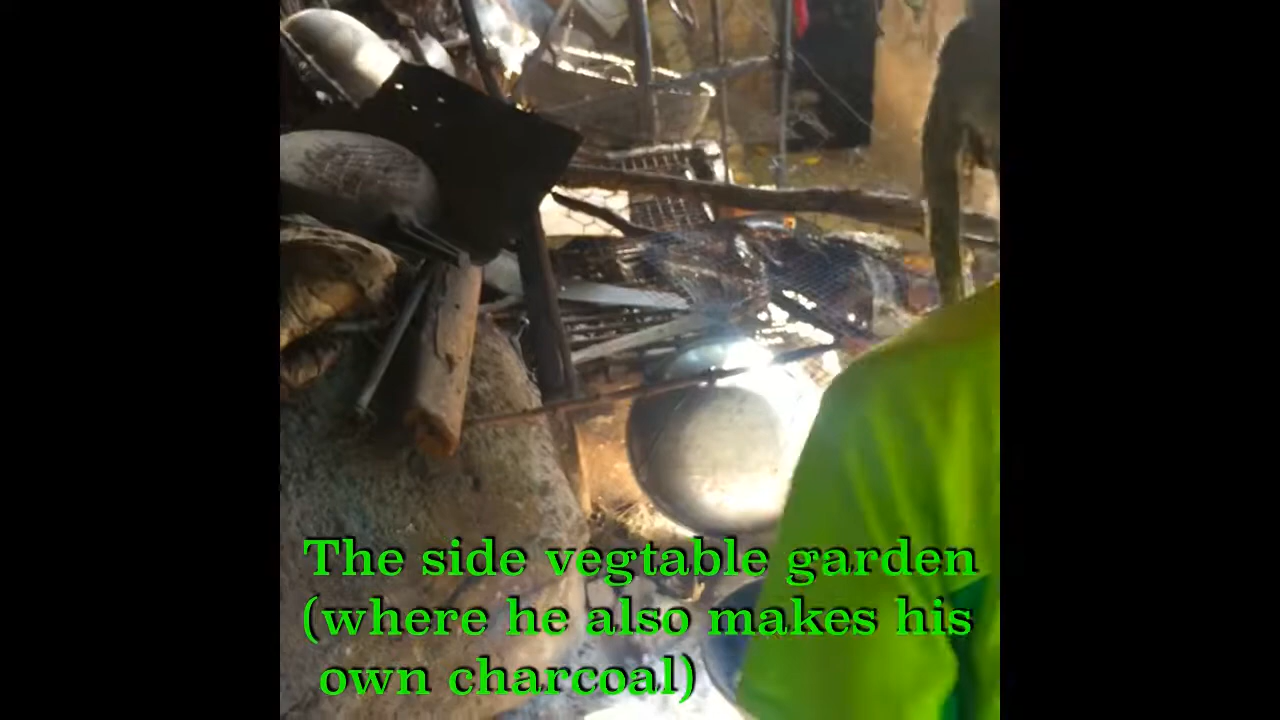 The side vegtable garden
(where he also makes his
own charcoal)